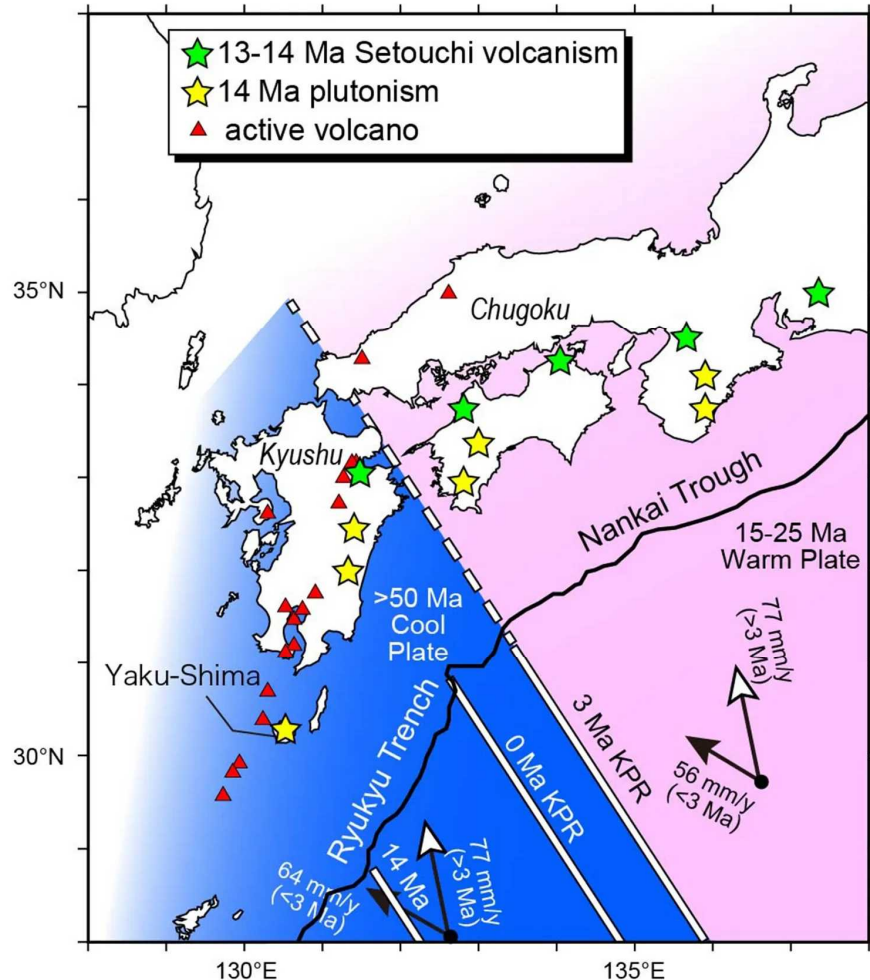 13-14 Ma Setouchi volcanism
14 Ma plutonism
active volcano
35°N
Chugoku
Kyushu
Nankai Trough
15-25 Ma
Warm Plate
>50 Ma
Cool
Plate
77 mm/y
(>3 Ma)
Yaku-Shima
30°N
Ryukyu Trench
0 Ma KPR
3 Ma KPR
56 mm/y
(<3 Ma)
14 Ma
77 mm/y
(>3 Ma)
64 mm/y
(<3 Ma)
130°E
135°E